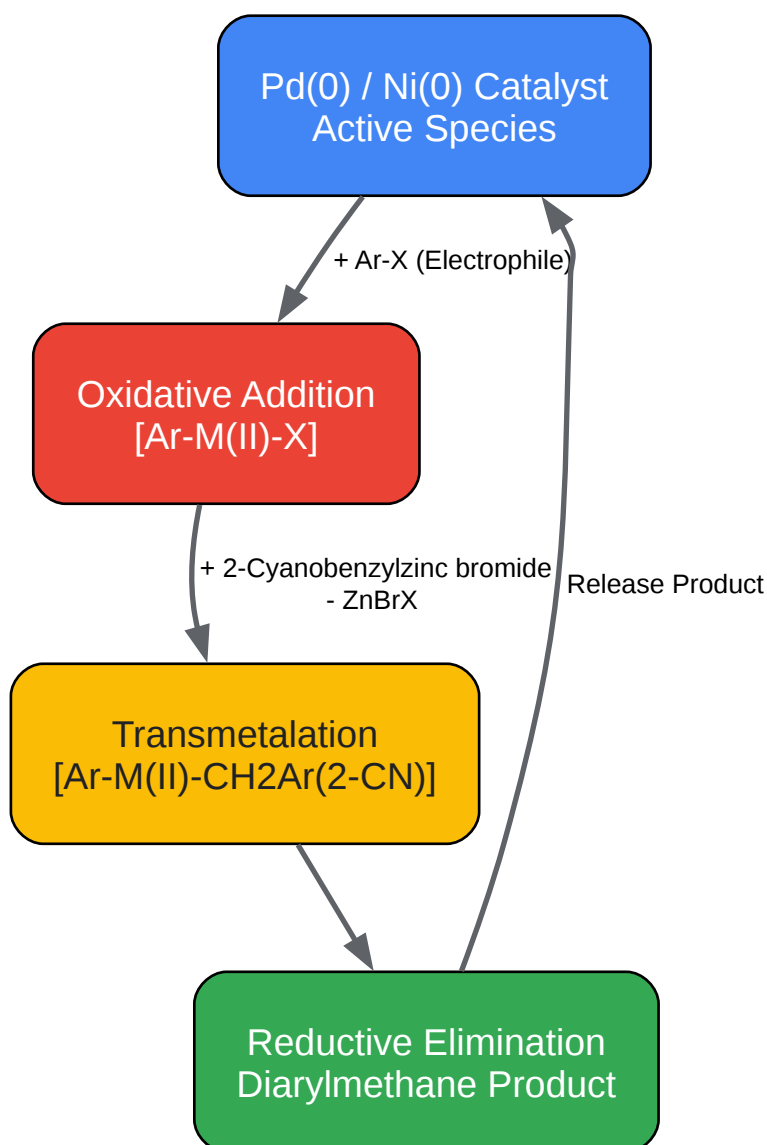 Pd(0) / Ni(0) Catalyst
Active Species
+ Ar-X (Electrophile)
Oxidative Addition
[Ar-M(II)-X]
+ 2-Cyanobenzylzinc bromide
- ZnBrX
Release Product
Transmetalation
[Ar-M(II)-CH2Ar(2-CN)]
Reductive Elimination
Diarylmethane Product